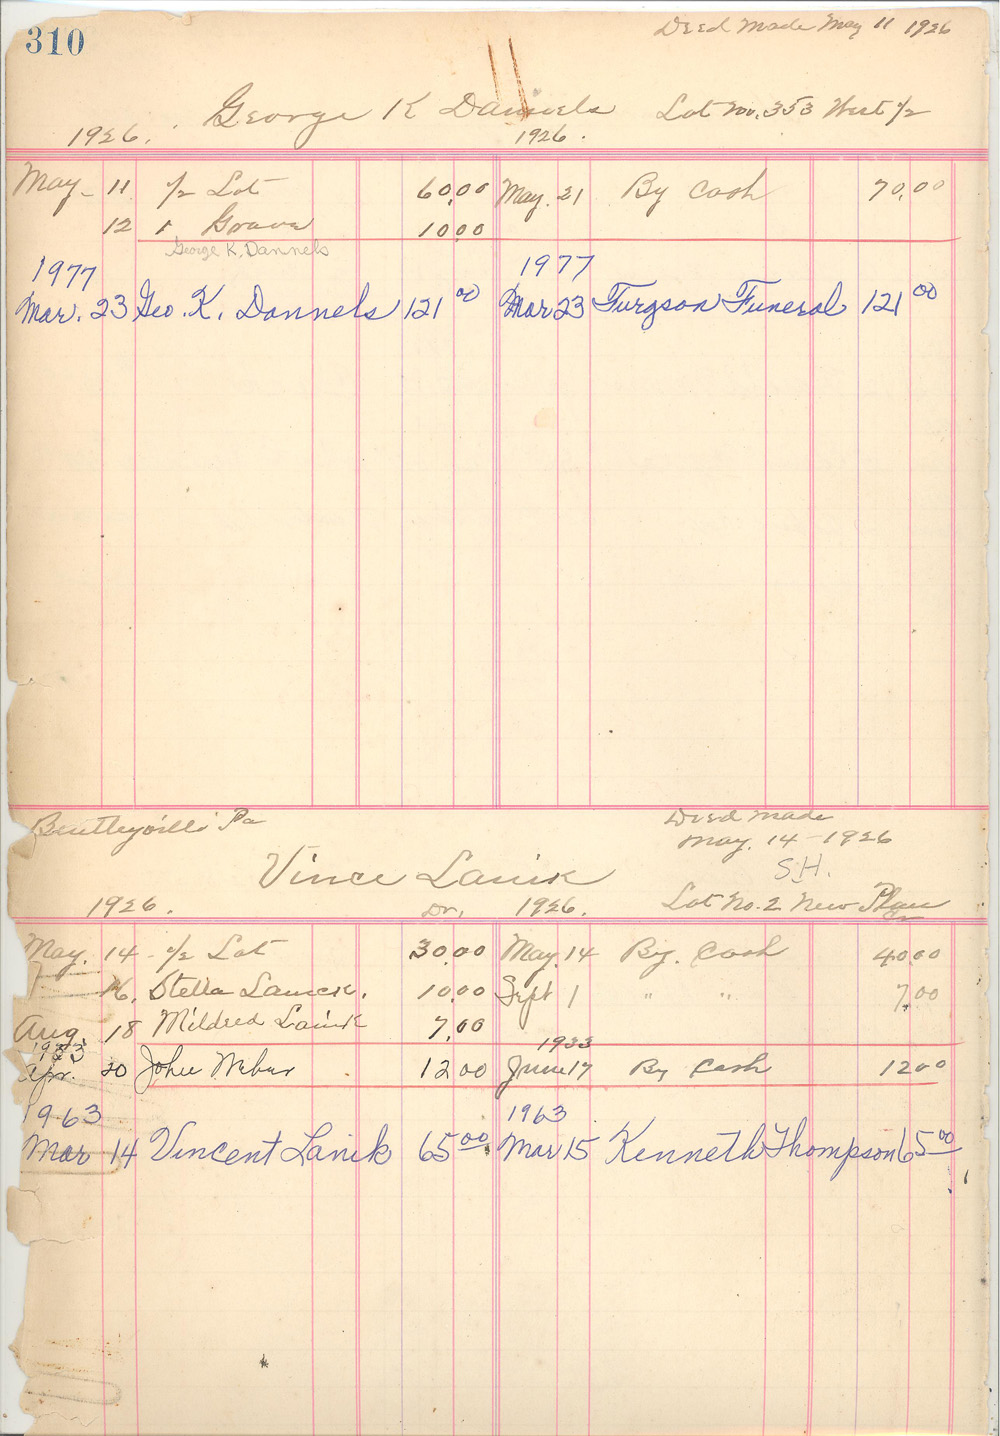 310
Deed Made May 11 1926
George K Dannels Lot No. 353 West 1/2
1926. 1926.
May 11 1/2 Lot 60.00 May. 21 By Cash 70.00
12 1 Grave 10.00
George K. Dannels
1977 1977
Mar. 23 Geo. K. Dannels 121 00 Mar 23 Furgson Funeral 121 00
Bentleyville Pa Deed Made
May. 14-1926
Vince Lanik S.H.
1926. Dr. 1926. Lot No. 2 New Plan
May. 14 - 1/2 Lot 30.00 May. 14 By. Cash 40.00
16. Stella Lanick. 10.00 Sept 1 " " 7.00
Aug. 18 Mildred Lanik 7.00
1933 1933
Apr. 20 John Weber 12 00 June 17 By Cash 12 00
1963 1963
Mar 14 Vincent Lanik 65 00 Mar 15 Kenneth Thompson 65 00